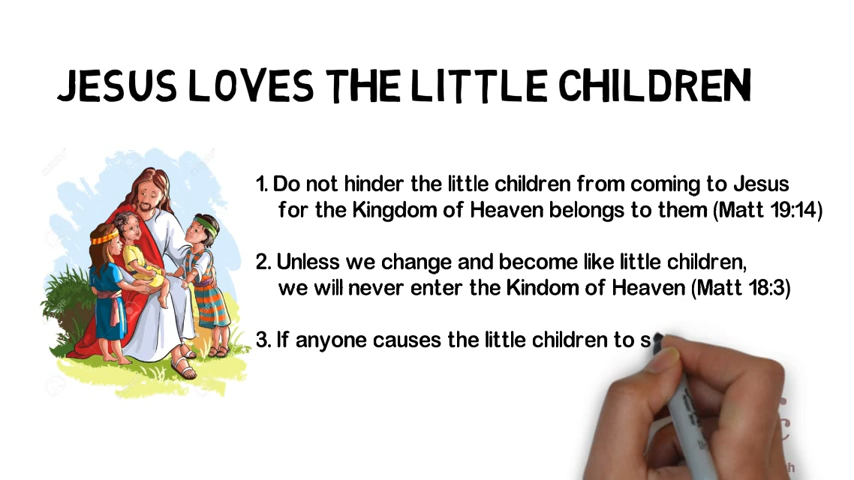 JESUS LOVES THE LITTLE CHILDREN
1. Do not hinder the little children from coming to Jesus
for the Kingdom of Heaven belongs to them (Matt 19:14)
2. Unless we change and become like little children,
we will never enter the Kindom of Heaven (Matt 18:3)
3. If anyone causes the little children to s